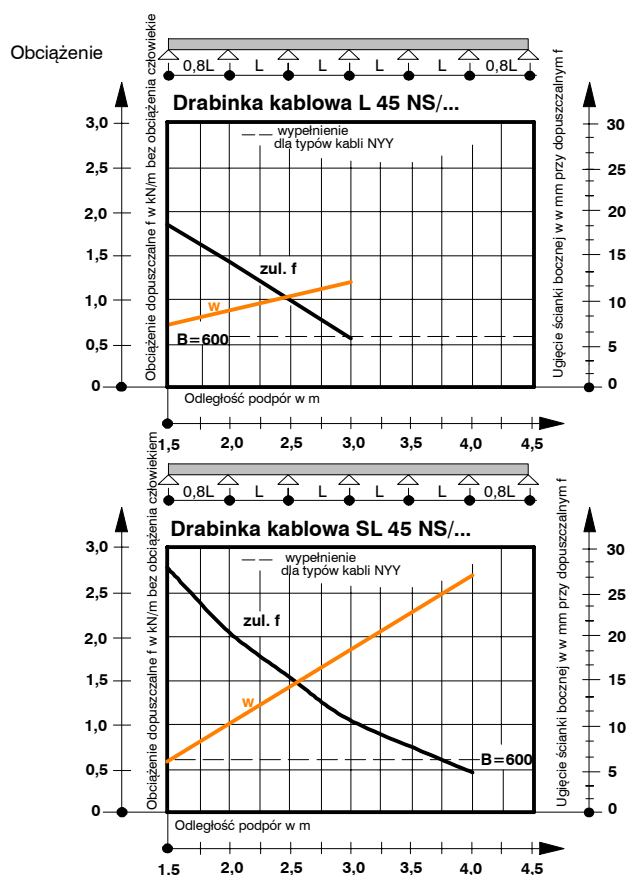 Obciążenie
0,8L L L L L 0,8L
Drabinka kablowa L 45 NS/...
Obciążenie dopuszczalne f w kN/m bez obciążenia człowiekie
Ugięcie ścianki bocznej w w mm przy dopuszczalnym f
wypełnienie
dla typów kabli NYY
3,0
2,5
2,0
1,5
1,0
0,5
0
30
25
20
15
10
5
0
zul. f
w
B=600
Odległość podpór w m
1,5 2,0 2,5 3,0 3,5 4,0 4,5
0,8L L L L L 0,8L
Drabinka kablowa SL 45 NS/...
Obciążenie dopuszczalne f w kN/m bez obciążenia człowiekiem
Ugięcie ścianki bocznej w w mm przy dopuszczalnym f
wypełnienie
dla typów kabli NYY
3,0
2,5
2,0
1,5
1,0
0,5
0
30
25
20
15
10
5
0
zul. f
w
B=600
Odległość podpór w m
1,5 2,0 2,5 3,0 3,5 4,0 4,5